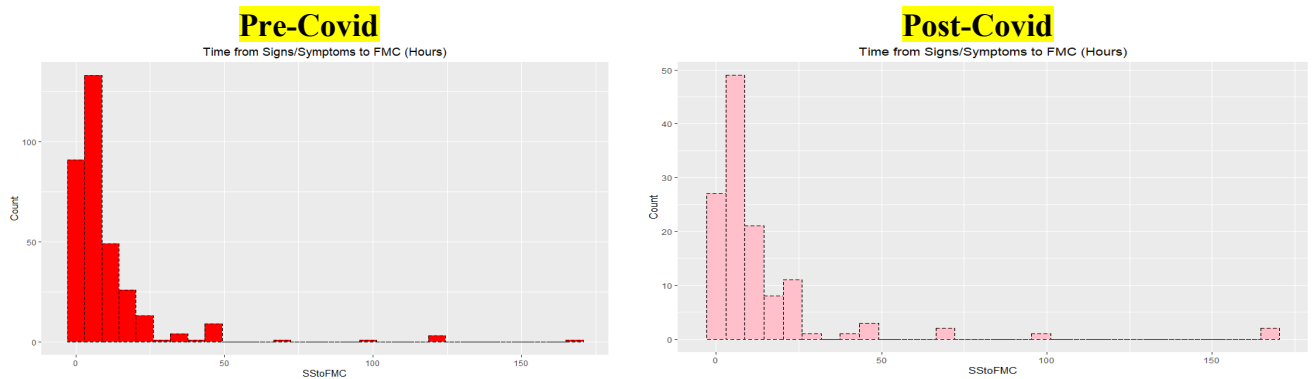 Pre-Covid
Time from Signs/Symptoms to FMC (Hours)
100
50
0
Count
0 50 100 150
SStoFMC
Post-Covid
Time from Signs/Symptoms to FMC (Hours)
50
40
30
20
10
0
Count
0 50 100 150
SStoFMC